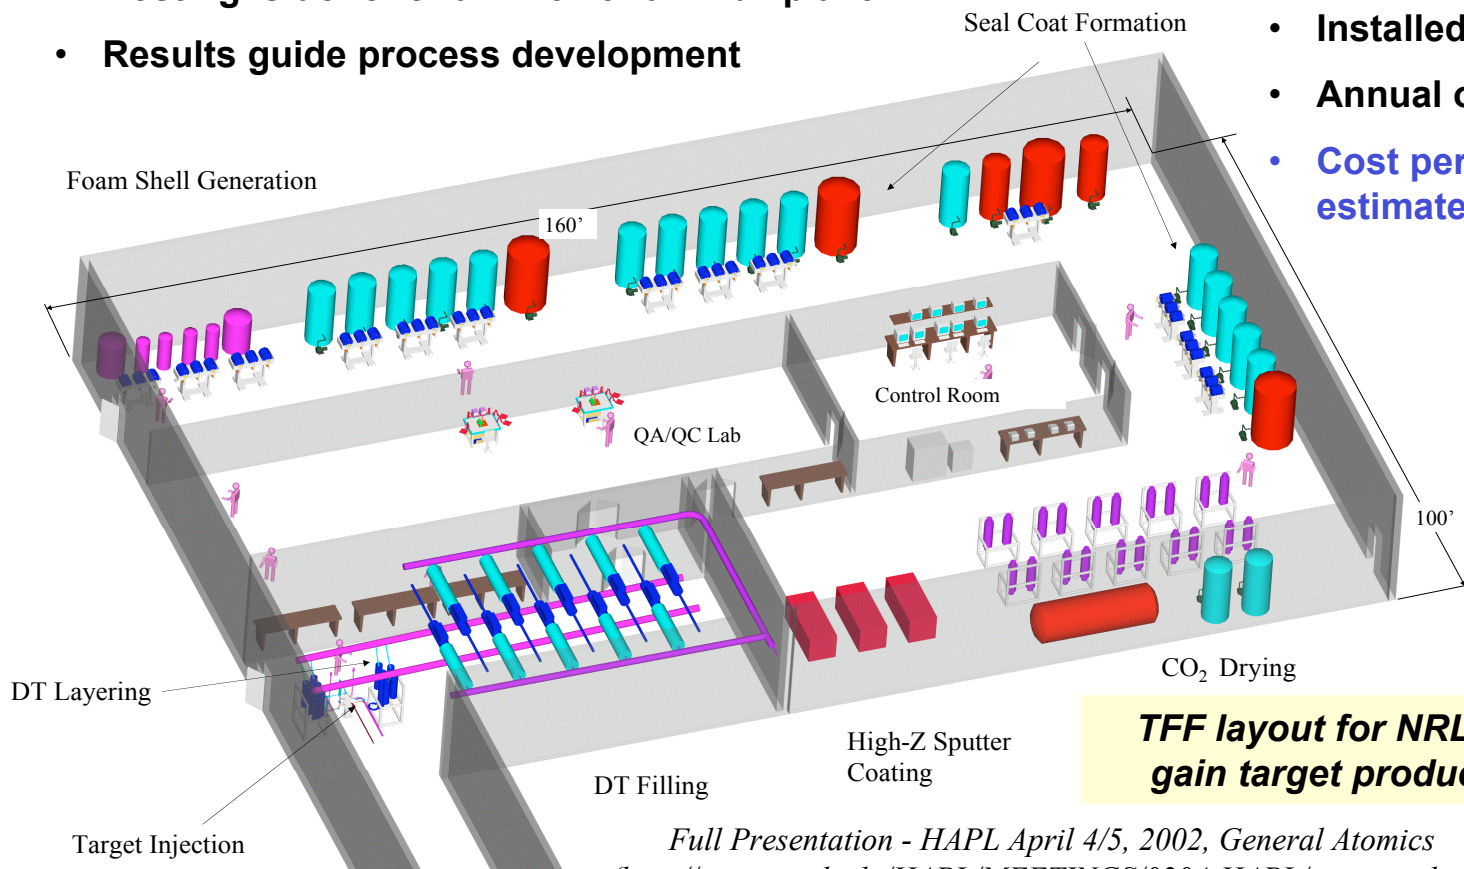 • Results guide process development
Seal Coat Formation
• Installed
• Annual
• Cost per
estimate
Foam Shell Generation
160’
Control Room
QA/QC Lab
100’
DT Layering
CO₂ Drying
High-Z Sputter
Coating
DT Filling
TFF layout for NRL
gain target
Target Injection
Full Presentation - HAPL April 4/5, 2002, General Atomics